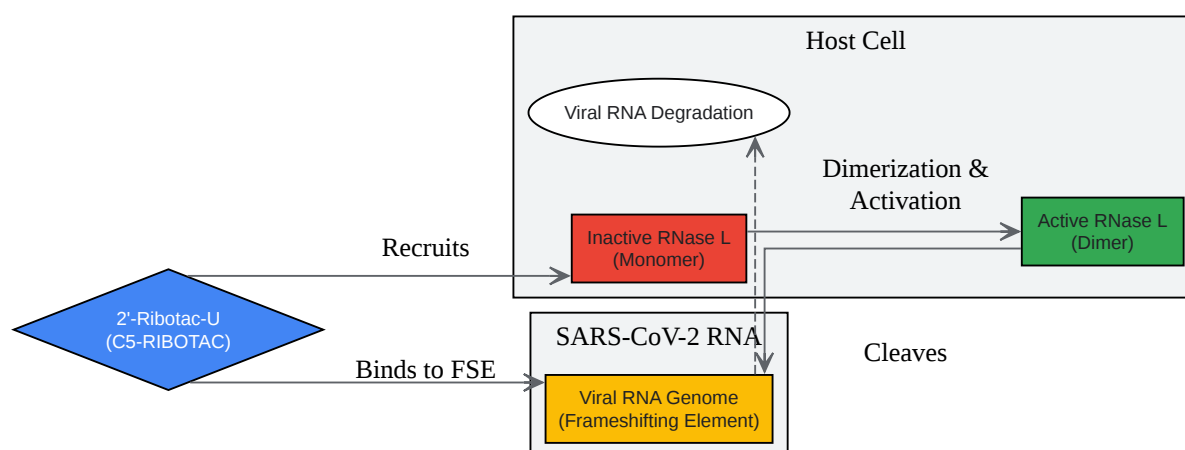 Host Cell
Viral RNA Degradation
Dimerization &
Activation
Inactive RNase L
(Monomer)
Active RNase L
(Dimer)
Recruits
2'-Ribotac-U
(C5-RIBOTAC)
SARS-CoV-2 RNA
Cleaves
Binds to FSE
Viral RNA Genome
(Frameshifting Element)